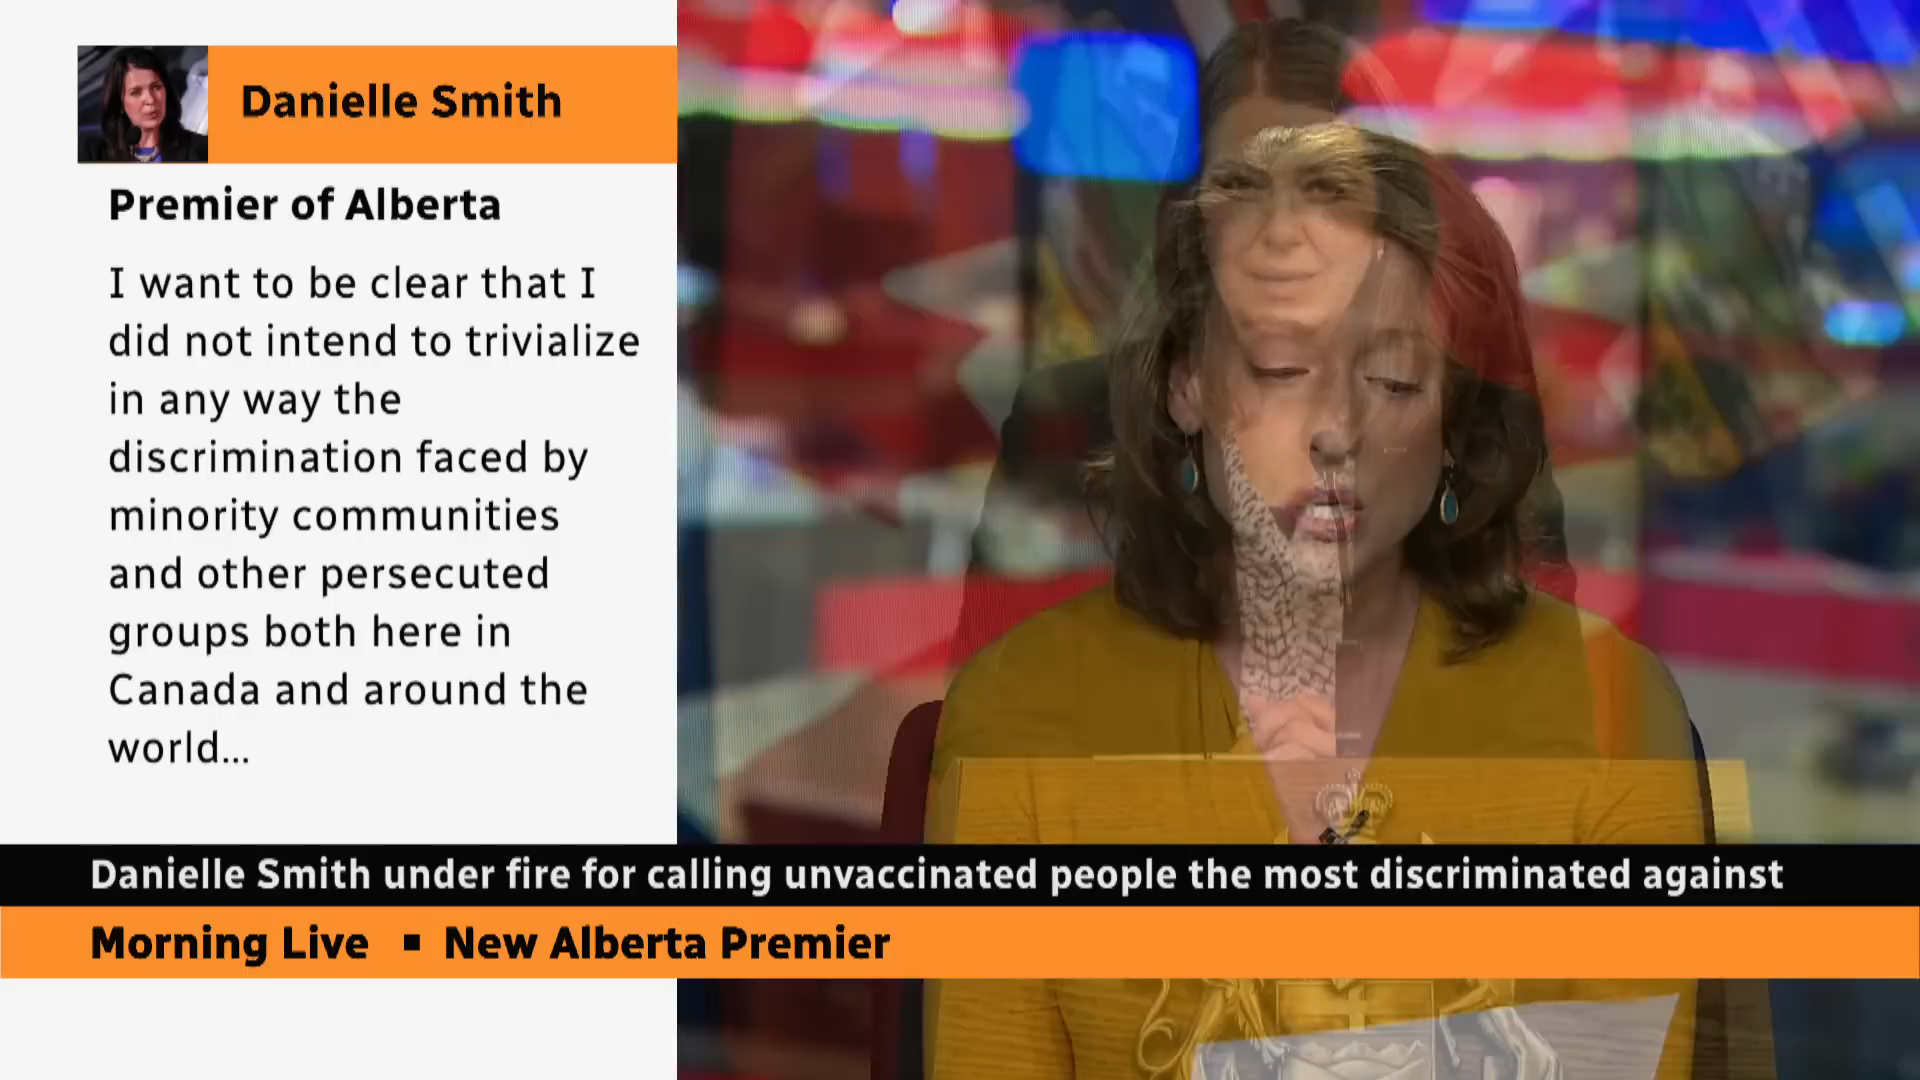 Danielle Smith
Premier of Alberta
I want to be clear that I
did not intend to trivialize
in any way the
discrimination faced by
minority communities
and other persecuted
groups both here in
Canada and around the
world...
Danielle Smith under fire for calling unvaccinated people the most discriminated against
Morning Live ▪ New Alberta Premier